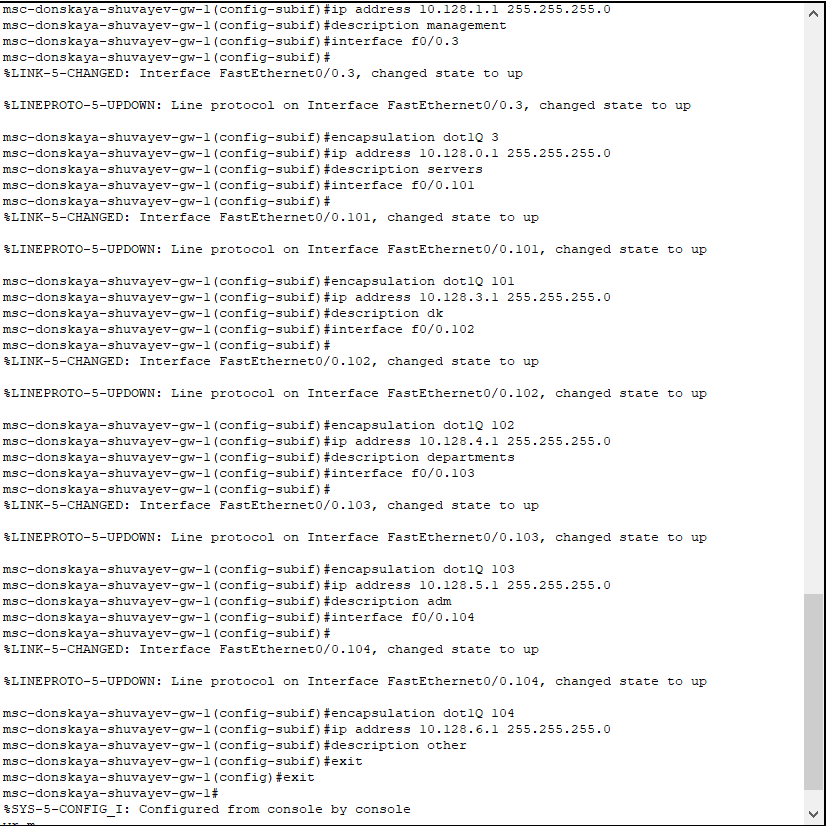 msc-donskaya-shuvayev-gw-1(config-subif)#ip address 10.128.1.1 255.255.255.0
msc-donskaya-shuvayev-gw-1(config-subif)#description management
msc-donskaya-shuvayev-gw-1(config-subif)#interface f0/0.3
msc-donskaya-shuvayev-gw-1(config-subif)#
%LINK-5-CHANGED: Interface FastEthernet0/0.3, changed state to up
%LINEPROTO-5-UPDOWN: Line protocol on Interface FastEthernet0/0.3, changed state to up
msc-donskaya-shuvayev-gw-1(config-subif)#encapsulation dot1Q 3
msc-donskaya-shuvayev-gw-1(config-subif)#ip address 10.128.0.1 255.255.255.0
msc-donskaya-shuvayev-gw-1(config-subif)#description servers
msc-donskaya-shuvayev-gw-1(config-subif)#interface f0/0.101
msc-donskaya-shuvayev-gw-1(config-subif)#
%LINK-5-CHANGED: Interface FastEthernet0/0.101, changed state to up
%LINEPROTO-5-UPDOWN: Line protocol on Interface FastEthernet0/0.101, changed state to up
msc-donskaya-shuvayev-gw-1(config-subif)#encapsulation dot1Q 101
msc-donskaya-shuvayev-gw-1(config-subif)#ip address 10.128.3.1 255.255.255.0
msc-donskaya-shuvayev-gw-1(config-subif)#description dk
msc-donskaya-shuvayev-gw-1(config-subif)#interface f0/0.102
msc-donskaya-shuvayev-gw-1(config-subif)#
%LINK-5-CHANGED: Interface FastEthernet0/0.102, changed state to up
%LINEPROTO-5-UPDOWN: Line protocol on Interface FastEthernet0/0.102, changed state to up
msc-donskaya-shuvayev-gw-1(config-subif)#encapsulation dot1Q 102
msc-donskaya-shuvayev-gw-1(config-subif)#ip address 10.128.4.1 255.255.255.0
msc-donskaya-shuvayev-gw-1(config-subif)#description departments
msc-donskaya-shuvayev-gw-1(config-subif)#interface f0/0.103
msc-donskaya-shuvayev-gw-1(config-subif)#
%LINK-5-CHANGED: Interface FastEthernet0/0.103, changed state to up
%LINEPROTO-5-UPDOWN: Line protocol on Interface FastEthernet0/0.103, changed state to up
msc-donskaya-shuvayev-gw-1(config-subif)#encapsulation dot1Q 103
msc-donskaya-shuvayev-gw-1(config-subif)#ip address 10.128.5.1 255.255.255.0
msc-donskaya-shuvayev-gw-1(config-subif)#description adm
msc-donskaya-shuvayev-gw-1(config-subif)#interface f0/0.104
msc-donskaya-shuvayev-gw-1(config-subif)#
%LINK-5-CHANGED: Interface FastEthernet0/0.104, changed state to up
%LINEPROTO-5-UPDOWN: Line protocol on Interface FastEthernet0/0.104, changed state to up
msc-donskaya-shuvayev-gw-1(config-subif)#encapsulation dot1Q 104
msc-donskaya-shuvayev-gw-1(config-subif)#ip address 10.128.6.1 255.255.255.0
msc-donskaya-shuvayev-gw-1(config-subif)#description other
msc-donskaya-shuvayev-gw-1(config-subif)#exit
msc-donskaya-shuvayev-gw-1(config)#exit
msc-donskaya-shuvayev-gw-1#
%SYS-5-CONFIG_I: Configured from console by console